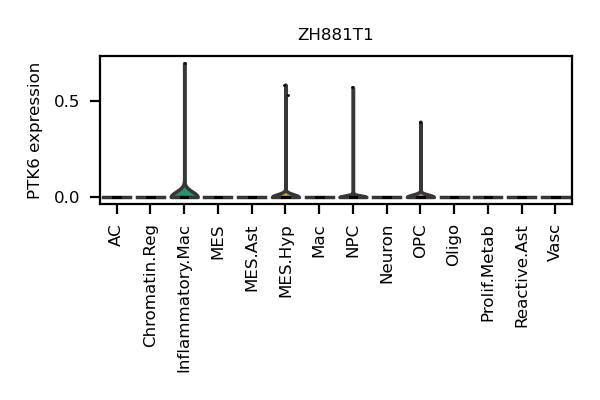 ZH881T1
PTK6 expression
0.5
0.0
AC
Chromatin.Reg
Inflammatory.Mac
MES
MES.Ast
MES.Hyp
Mac
NPC
Neuron
OPC
Oligo
Prolif.Metab
Reactive.Ast
Vasc